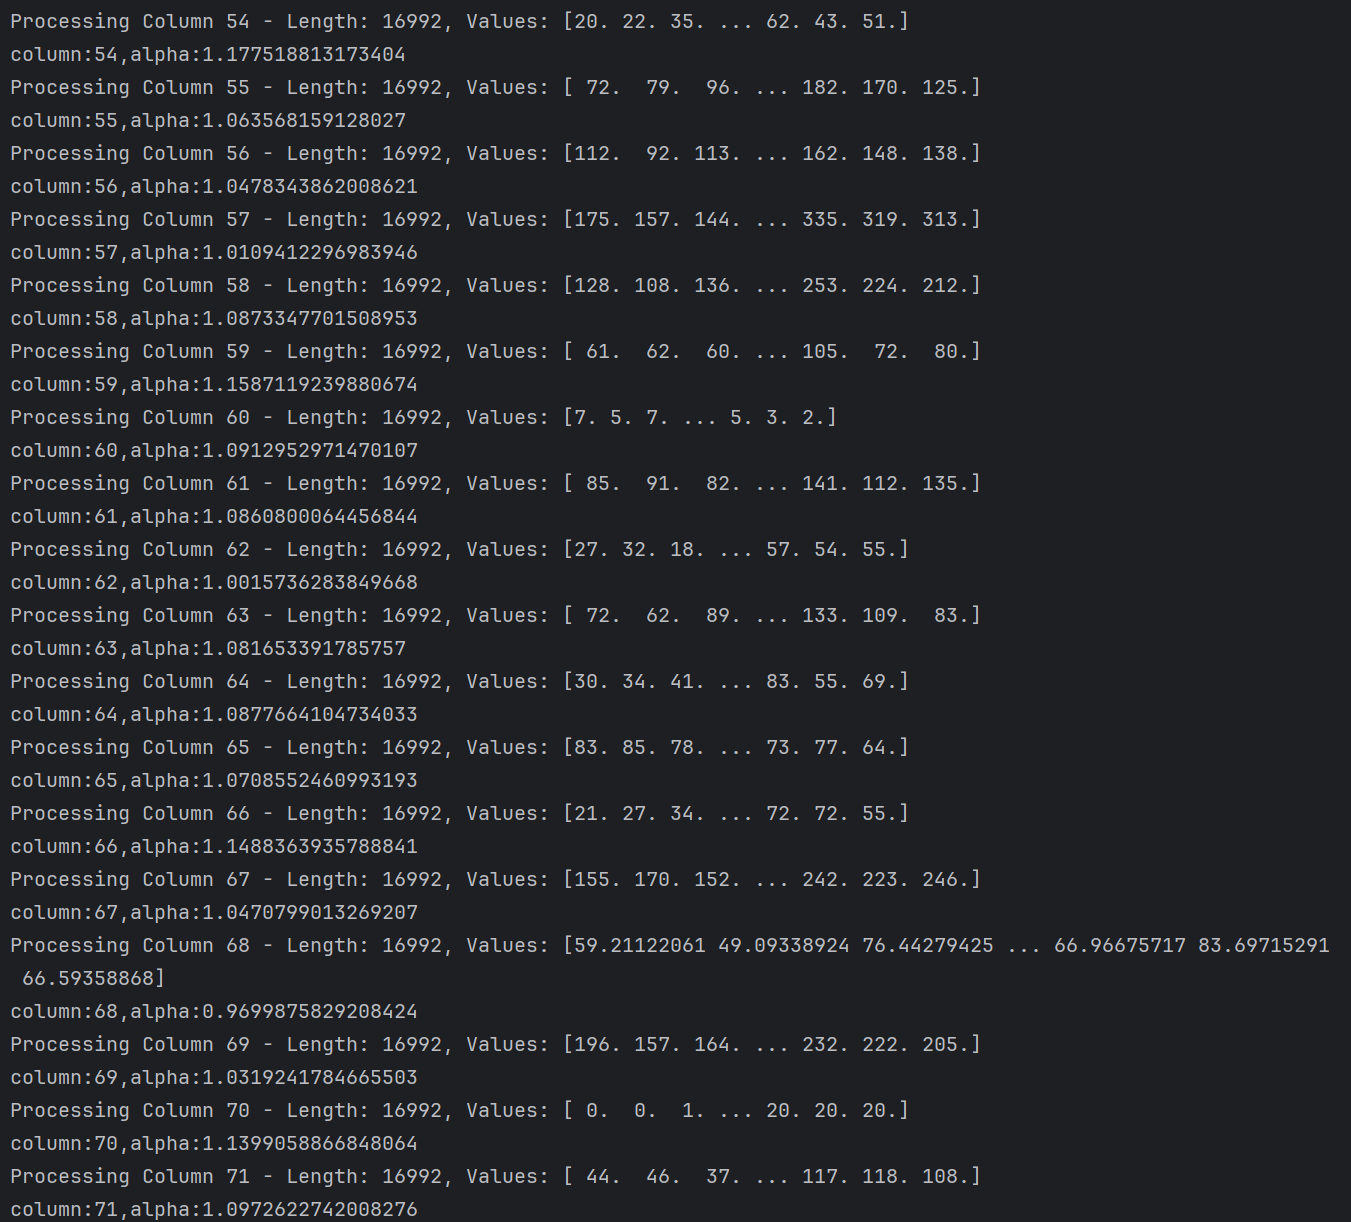 Processing Column 54 - Length: 16992, Values: [20. 22. 35. ... 62. 43. 51.]
column:54,alpha:1.177518813173404
Processing Column 55 - Length: 16992, Values: [ 72.  79.  96. ... 182. 170. 125.]
column:55,alpha:1.063568159128027
Processing Column 56 - Length: 16992, Values: [112.  92. 113. ... 162. 148. 138.]
column:56,alpha:1.0478343862008621
Processing Column 57 - Length: 16992, Values: [175. 157. 144. ... 335. 319. 313.]
column:57,alpha:1.0109412296983946
Processing Column 58 - Length: 16992, Values: [128. 108. 136. ... 253. 224. 212.]
column:58,alpha:1.0873347701508953
Processing Column 59 - Length: 16992, Values: [ 61.  62.  60. ... 105.  72.  80.]
column:59,alpha:1.1587119239880674
Processing Column 60 - Length: 16992, Values: [7. 5. 7. ... 5. 3. 2.]
column:60,alpha:1.0912952971470107
Processing Column 61 - Length: 16992, Values: [ 85.  91.  82. ... 141. 112. 135.]
column:61,alpha:1.0860800064456844
Processing Column 62 - Length: 16992, Values: [27. 32. 18. ... 57. 54. 55.]
column:62,alpha:1.0015736283849668
Processing Column 63 - Length: 16992, Values: [ 72.  62.  89. ... 133. 109.  83.]
column:63,alpha:1.081653391785757
Processing Column 64 - Length: 16992, Values: [30. 34. 41. ... 83. 55. 69.]
column:64,alpha:1.0877664104734033
Processing Column 65 - Length: 16992, Values: [83. 85. 78. ... 73. 77. 64.]
column:65,alpha:1.0708552460993193
Processing Column 66 - Length: 16992, Values: [21. 27. 34. ... 72. 72. 55.]
column:66,alpha:1.1488363935788841
Processing Column 67 - Length: 16992, Values: [155. 170. 152. ... 242. 223. 246.]
column:67,alpha:1.0470799013269207
Processing Column 68 - Length: 16992, Values: [59.21122061 49.09338924 76.44279425 ... 66.96675717 83.69715291
 66.59358868]
column:68,alpha:0.9699875829208424
Processing Column 69 - Length: 16992, Values: [196. 157. 164. ... 232. 222. 205.]
column:69,alpha:1.0319241784665503
Processing Column 70 - Length: 16992, Values: [ 0.  0.  1. ... 20. 20. 20.]
column:70,alpha:1.1399058866848064
Processing Column 71 - Length: 16992, Values: [ 44.  46.  37. ... 117. 118. 108.]
column:71,alpha:1.0972622742008276